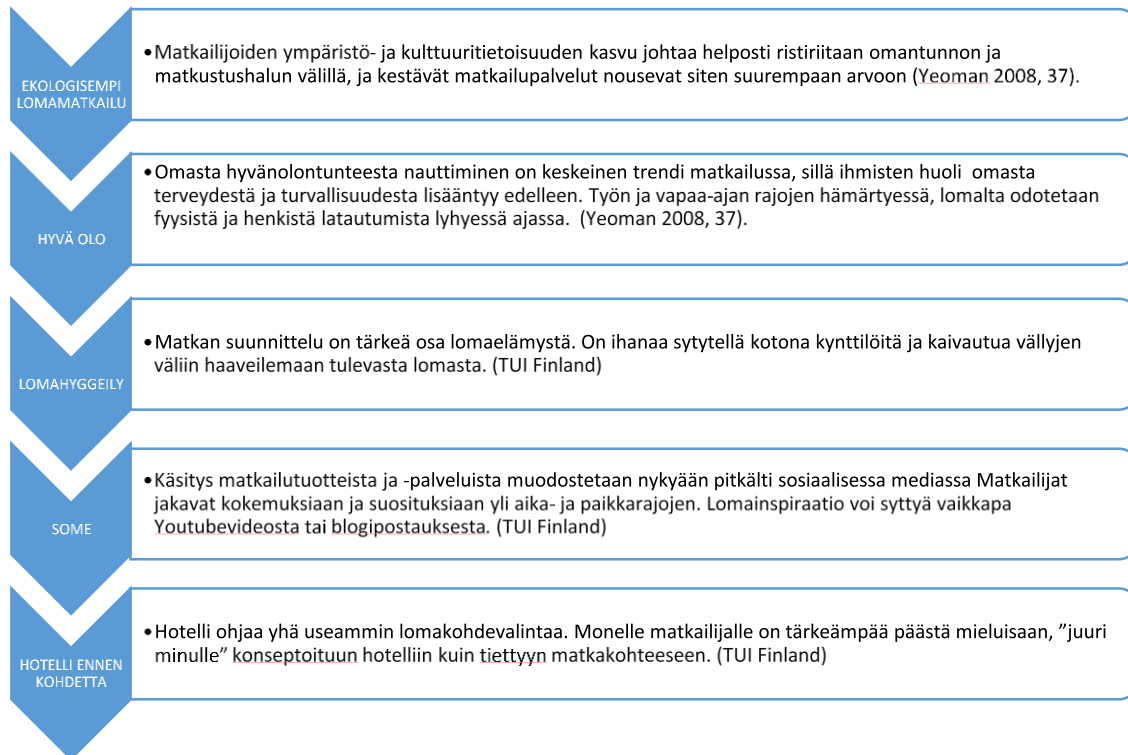 EKOLOGISEMPI
LOMAMATKAILU
•Matkailijoiden ympäristö- ja kulttuuritietoisuuden kasvu johtaa helposti ristiriitaan omantunnon ja
matkustushalun välillä, ja kestävät matkailupalvelut nousevat siten suurempaan arvoon (Yeoman 2008, 37).
HYVÄ OLO
•Omasta hyvänolontunteesta nauttiminen on keskeinen trendi matkailussa, sillä ihmisten huoli  omasta
terveydestä ja turvallisuudesta lisääntyy edelleen. Työn ja vapaa-ajan rajojen hämärtyessä, lomalta odotetaan
fyysistä ja henkistä latautumista lyhyessä ajassa.  (Yeoman 2008, 37).
LOMAHYGGEILY
•Matkan suunnittelu on tärkeä osa lomaelämystä. On ihanaa sytytellä kotona kynttilöitä ja kaivautua vällyjen
väliin haaveilemaan tulevasta lomasta. (TUI Finland)
SOME
•Käsitys matkailutuotteista ja -palveluista muodostetaan nykyään pitkälti sosiaalisessa mediassa Matkailijat
jakavat kokemuksiaan ja suosituksiaan yli aika- ja paikkarajojen. Lomainspiraatio voi syttyä vaikkapa
Youtubevideosta tai blogipostauksesta. (TUI Finland)
HOTELLI ENNEN
KOHDETTA
•Hotelli ohjaa yhä useammin lomakohdevalintaa. Monelle matkailijalle on tärkeämpää päästä mieluisaan, ”juuri
minulle” konseptoituun hotelliin kuin tiettyyn matkakohteeseen. (TUI Finland)